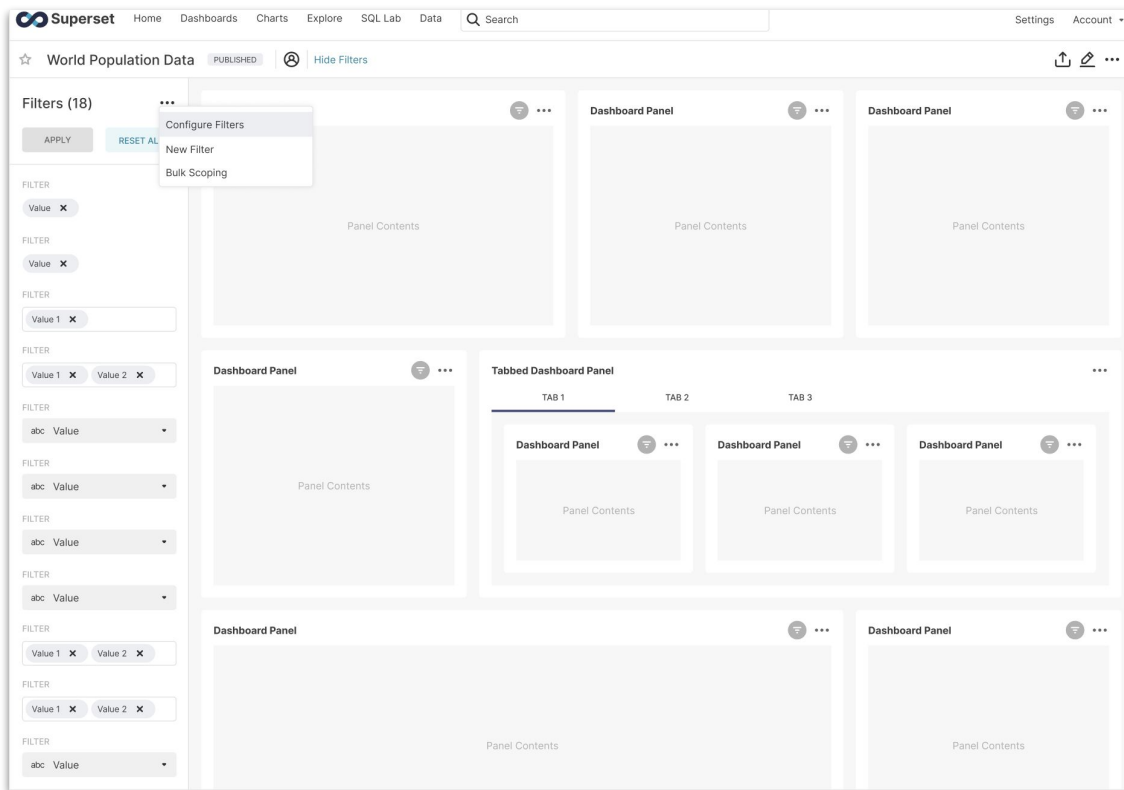 Superset Home Dashboards Charts Explore SQL Lab Data Search Settings Account
World Population Data PUBLISHED Hide Filters
Filters (18)
APPLY RESET AL
Configure Filters
New Filter
Bulk Scoping
FILTER
Value
FILTER
Value
FILTER
Value 1
FILTER
Value 1 Value 2
FILTER
abc Value
FILTER
abc Value
FILTER
abc Value
FILTER
abc Value
FILTER
Value 1 Value 2
FILTER
Value 1 Value 2
FILTER
abc Value
Dashboard Panel Dashboard Panel
Panel Contents Panel Contents Panel Contents
Dashboard Panel
Panel Contents
Tabbed Dashboard Panel
TAB 1 TAB 2 TAB 3
Dashboard Panel Dashboard Panel Dashboard Panel
Panel Contents Panel Contents Panel Contents
Dashboard Panel Dashboard Panel
Panel Contents Panel Contents